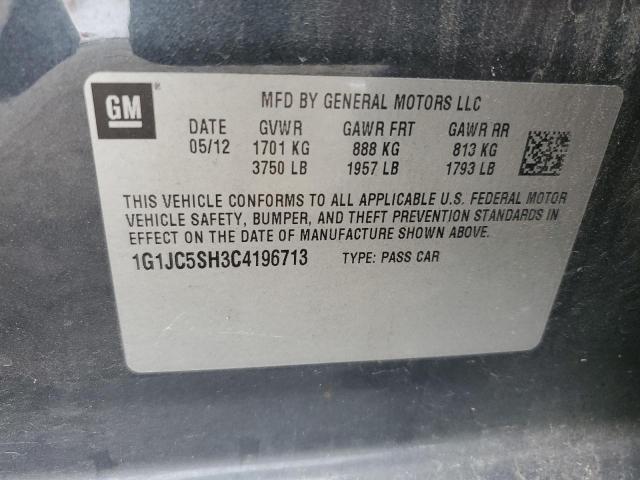 GM
MFD BY GENERAL MOTORS LLC
DATE GVWR GAWR FRT GAWR RR
05/12 1701 KG 888 KG 813 KG
3750 LB 1957 LB 1793 LB
THIS VEHICLE CONFORMS TO ALL APPLICABLE U.S. FEDERAL MOTOR
VEHICLE SAFETY, BUMPER, AND THEFT PREVENTION STANDARDS IN
EFFECT ON THE DATE OF MANUFACTURE SHOWN ABOVE.
1G1JC5SH3C4196713 TYPE: PASS CAR